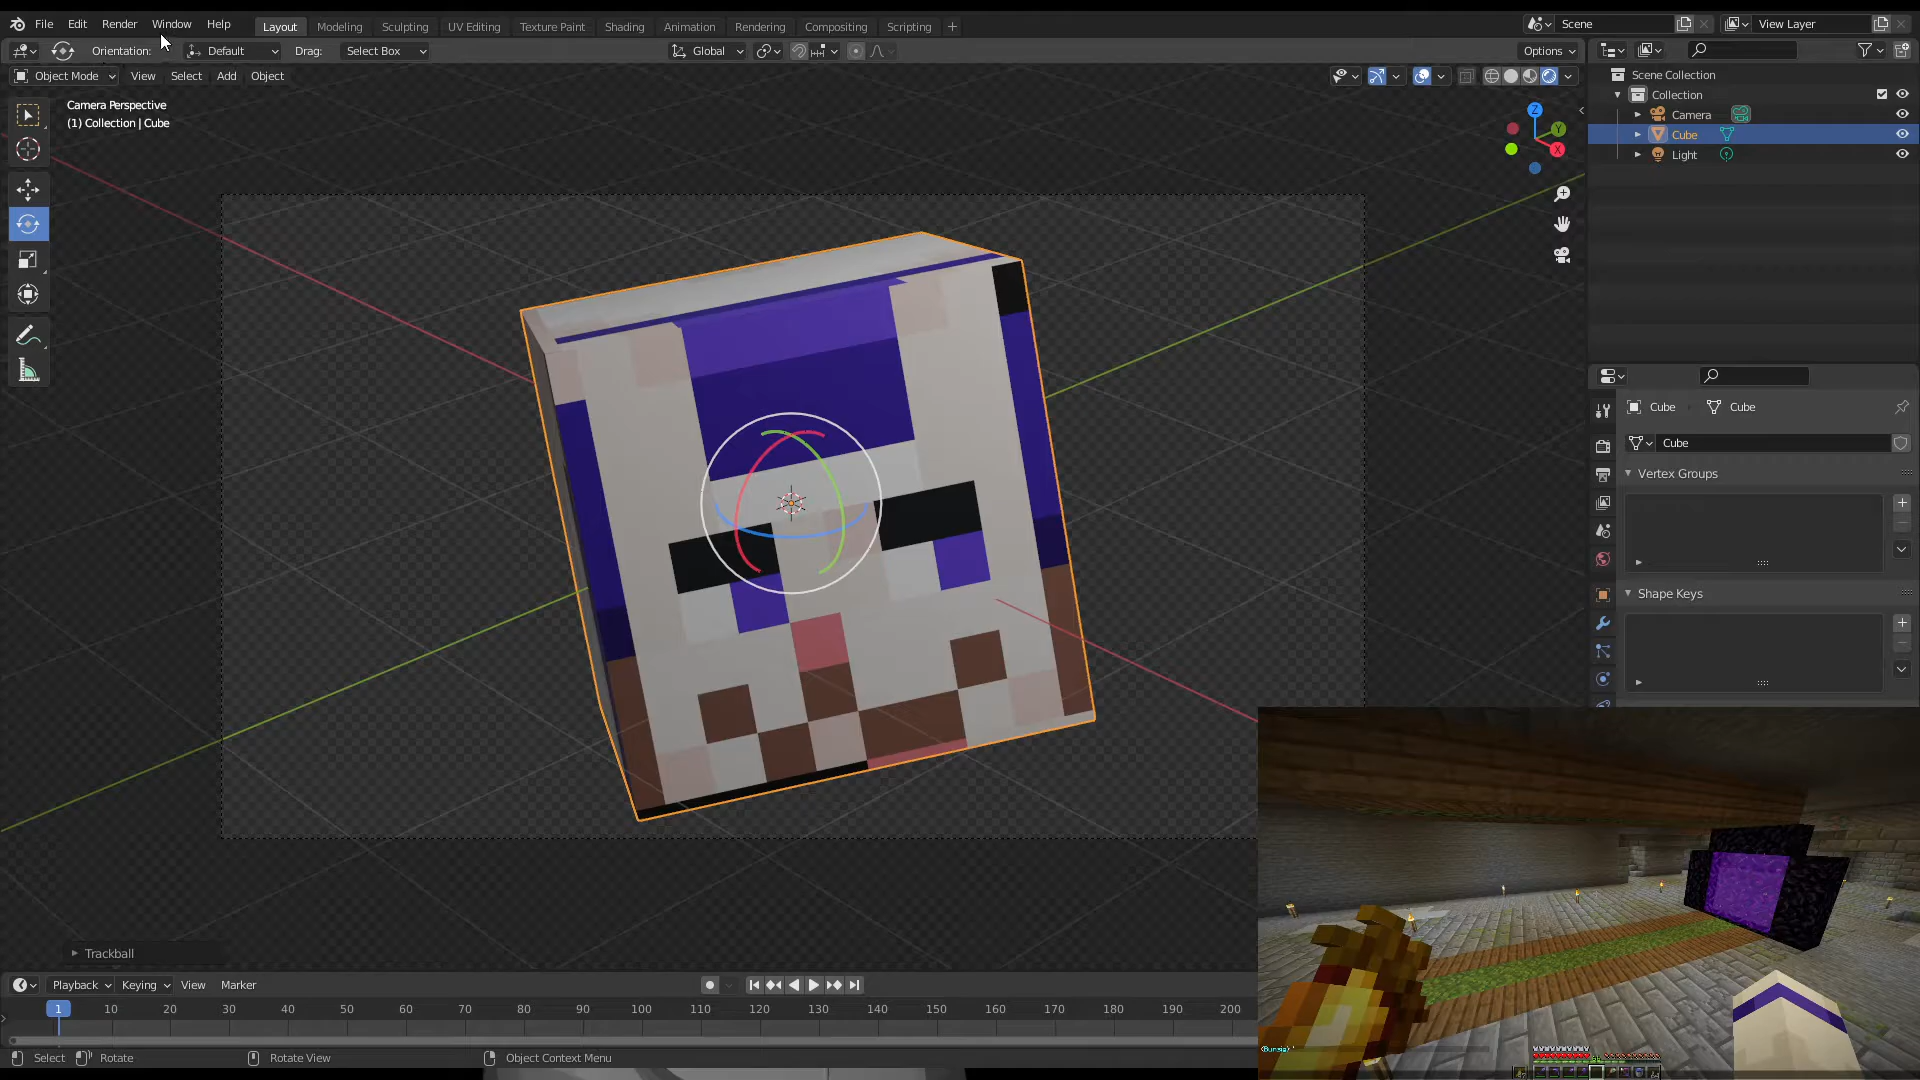 File Edit Render Window Help Layout Modeling Sculpting UV Editing Texture Paint Shading Animation Rendering Compositing Scripting + Scene View Layer
Orientation: Default Drag: Select Box Global Options
Object Mode View Select Add Object
Camera Perspective
(1) Collection | Cube
Z
Y
X
Scene Collection
Collection
Camera
Cube
Light
Cube Cube
Cube
Vertex Groups
Shape Keys
Trackball
Playback Keying View Marker
1 10 20 30 40 50 60 70 80 90 100 110 120 130 140 150 160 170 180 190 200
Select Rotate Rotate View Object Context Menu